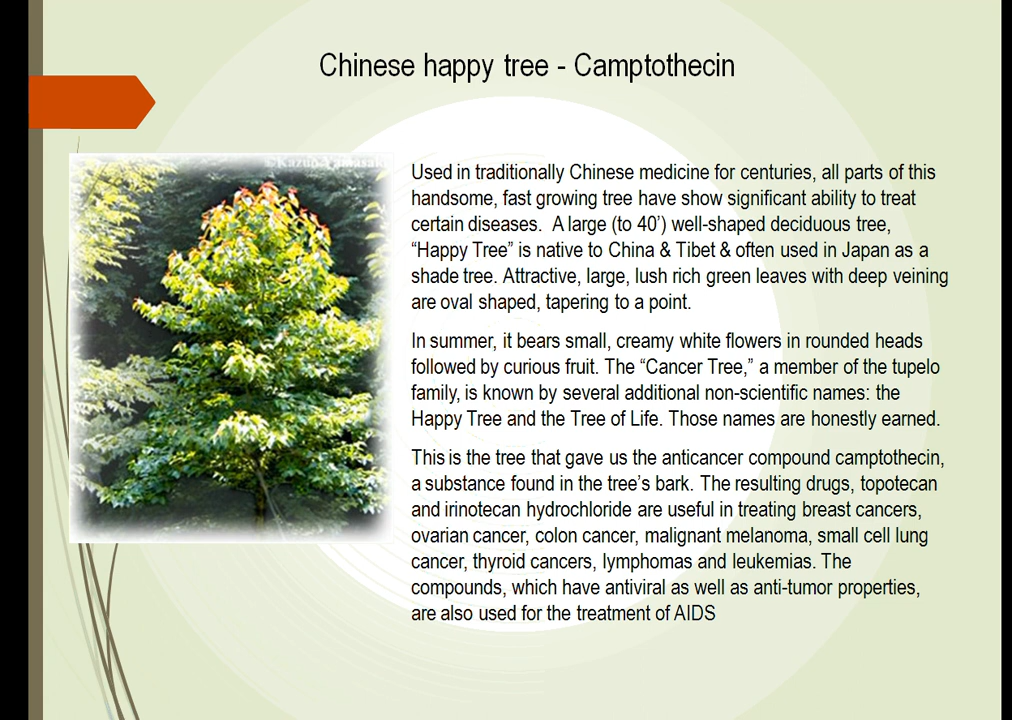 Chinese happy tree - Camptothecin
©Kazuo Yamasaki
Used in traditionally Chinese medicine for centuries, all parts of this
handsome, fast growing tree have show significant ability to treat
certain diseases.  A large (to 40’) well-shaped deciduous tree,
“Happy Tree” is native to China & Tibet & often used in Japan as a
shade tree. Attractive, large, lush rich green leaves with deep veining
are oval shaped, tapering to a point.
In summer, it bears small, creamy white flowers in rounded heads
followed by curious fruit. The “Cancer Tree,” a member of the tupelo
family, is known by several additional non-scientific names: the
Happy Tree and the Tree of Life. Those names are honestly earned.
This is the tree that gave us the anticancer compound camptothecin,
a substance found in the tree’s bark. The resulting drugs, topotecan
and irinotecan hydrochloride are useful in treating breast cancers,
ovarian cancer, colon cancer, malignant melanoma, small cell lung
cancer, thyroid cancers, lymphomas and leukemias. The
compounds, which have antiviral as well as anti-tumor properties,
are also used for the treatment of AIDS